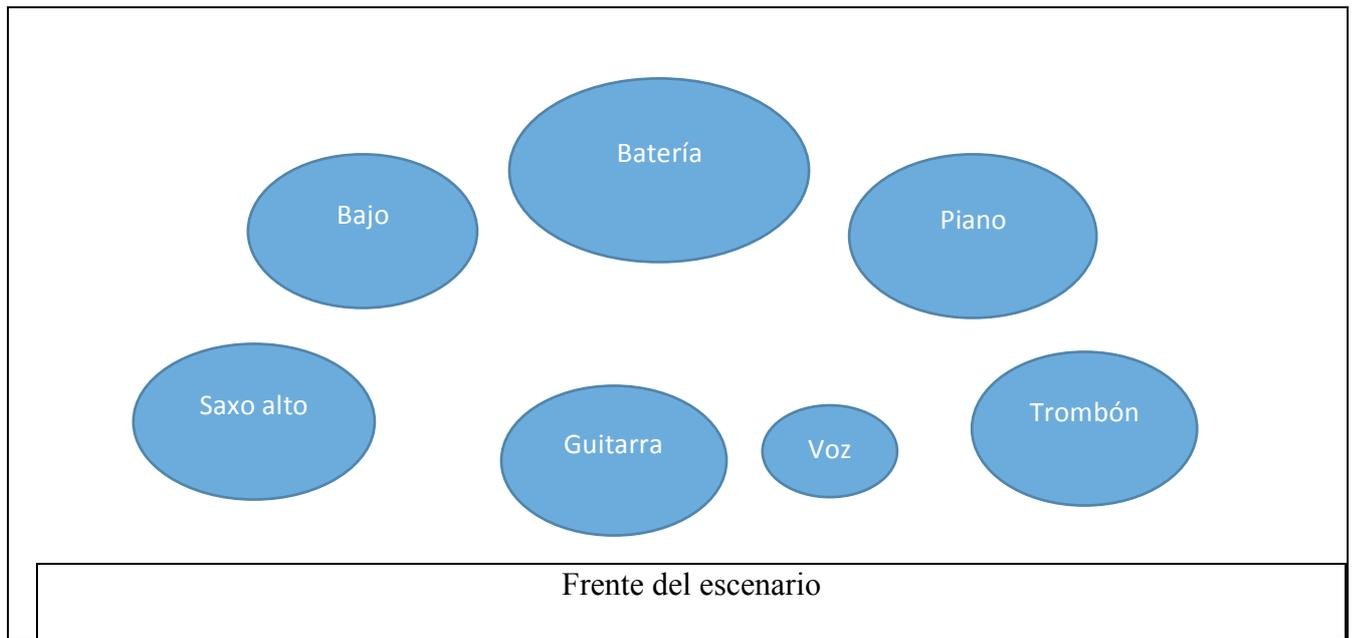 Batería
Bajo
Piano
Saxo alto
Trombón
Guitarra
Voz
Frente del escenario